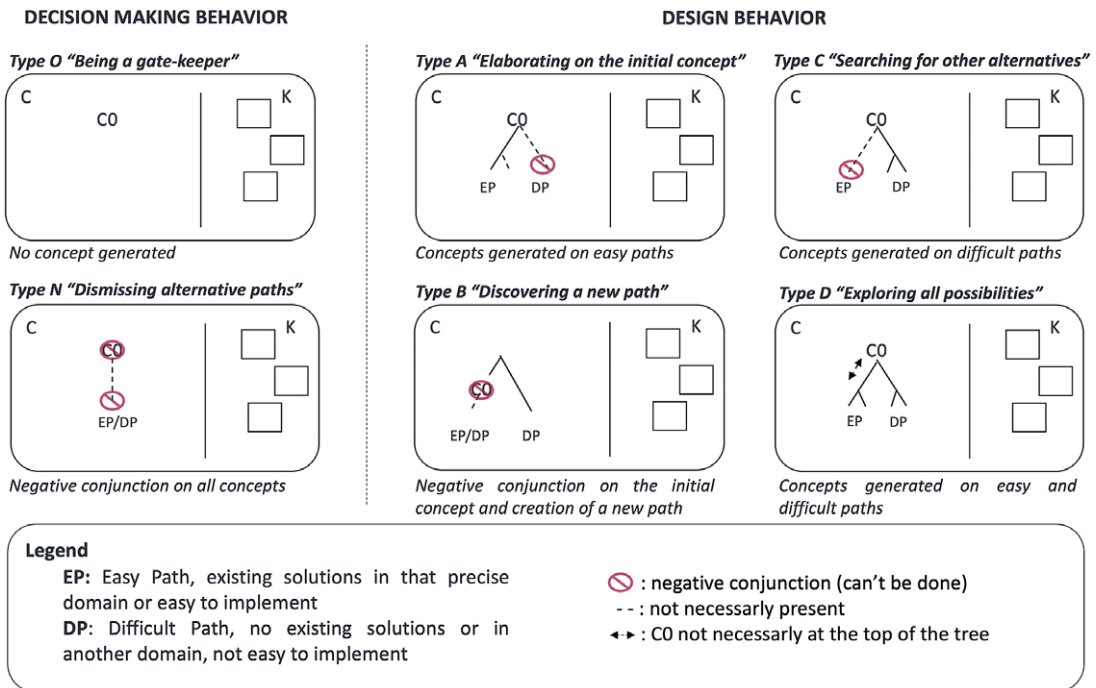 DECISION MAKING BEHAVIOR
DESIGN BEHAVIOR
Type O “Being a gate-keeper”
C
K
C0
No concept generated
Type N “Dismissing alternative paths”
C
K
C0
EP/DP
Negative conjunction on all concepts
Type A “Elaborating on the initial concept”
C
K
C0
EP
DP
Concepts generated on easy paths
Type C “Searching for other alternatives”
C
K
C0
EP
DP
Concepts generated on difficult paths
Type B “Discovering a new path”
C
K
C0
EP/DP
DP
Negative conjunction on the initial
concept and creation of a new path
Type D “Exploring all possibilities”
C
K
C0
EP
DP
Concepts generated on easy and
difficult paths
Legend
EP: Easy Path, existing solutions in that precise
domain or easy to implement
DP: Difficult Path, no existing solutions or in
another domain, not easy to implement
: negative conjunction (can’t be done)
-- : not necessarly present
: C0 not necessarly at the top of the tree